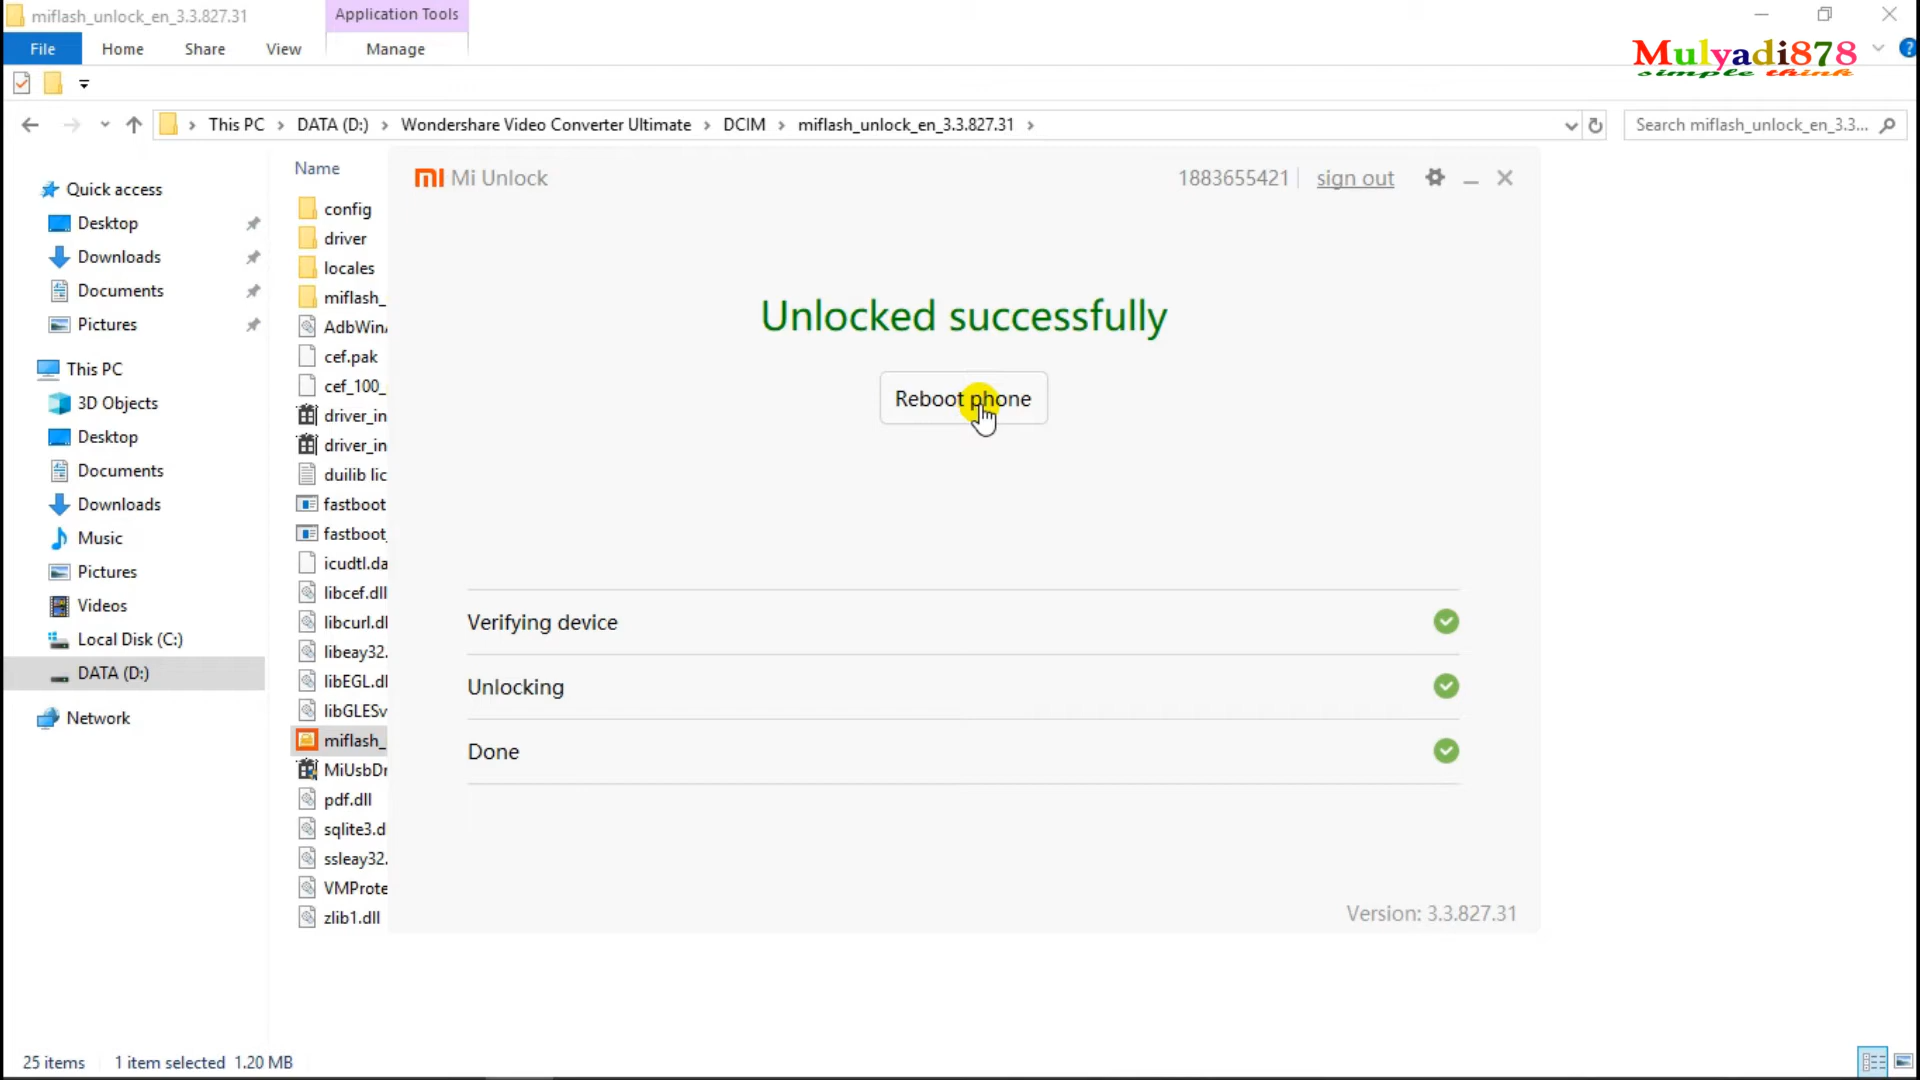 miflash_unlock_en_3.3.827.31
Application Tools
File
Home
Share
View
Manage
Mulyadi878
simple think
This PC
DATA (D:)
Wondershare Video Converter Ultimate
DCIM
miflash_unlock_en_3.3.827.31
Search miflash_unlock_en_3.3...
Quick access
Desktop
Downloads
Documents
Pictures
This PC
3D Objects
Desktop
Documents
Downloads
Music
Pictures
Videos
Local Disk (C:)
DATA (D:)
Network
Name
config
driver
locales
miflash_
AdbWin
cef.pak
cef_100_
driver_in
driver_in
duilib lic
fastboot
fastboot_
icudtl.da
libcef.dll
libcurl.dl
libeay32.
libEGL.dl
libGLESv
miflash_
MiUsbDr
pdf.dll
sqlite3.d
ssleay32.
VMProte
zlib1.dll
Mi Unlock
1883655421
sign out
Unlocked successfully
Reboot phone
Verifying device
Unlocking
Done
Version: 3.3.827.31
25 items
1 item selected 1.20 MB